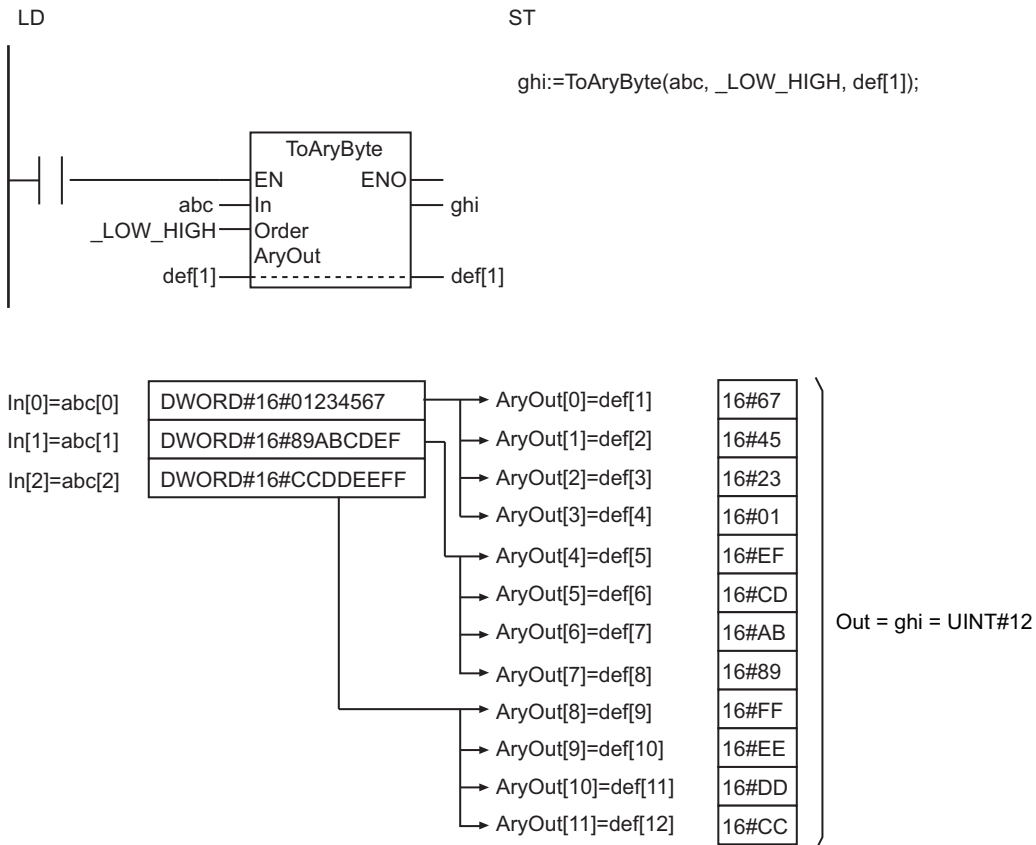 LD
ST
ghi:=ToAryByte(abc, _LOW_HIGH, def[1]);
ToAryByte
EN ENO
abc In ghi
_LOW_HIGH Order
AryOut
def[1] def[1]
In[0]=abc[0] DWORD#16#01234567 AryOut[0]=def[1] 16#67
In[1]=abc[1] DWORD#16#89ABCDEF AryOut[1]=def[2] 16#45
In[2]=abc[2] DWORD#16#CCDDEEFF AryOut[2]=def[3] 16#23
AryOut[3]=def[4] 16#01
AryOut[4]=def[5] 16#EF
AryOut[5]=def[6] 16#CD
AryOut[6]=def[7] 16#AB
Out = ghi = UINT#12
AryOut[7]=def[8] 16#89
AryOut[8]=def[9] 16#FF
AryOut[9]=def[10] 16#EE
AryOut[10]=def[11] 16#DD
AryOut[11]=def[12] 16#CC